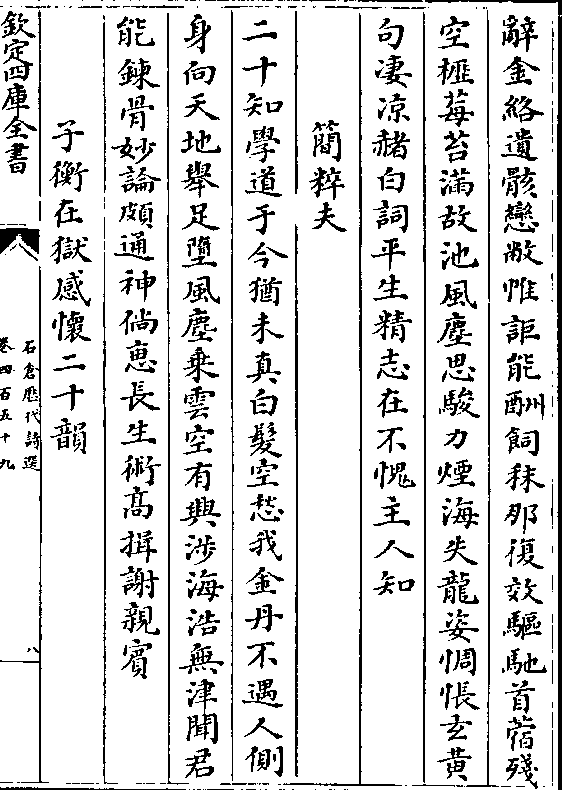 辭金絡遺骸戀敝帷詎能酬飼秣那復效驅馳首蓿殘
空櫪莓苔滿故池風塵思駿力煙海失龍姿惆悵玄黄
句凄凉赭白詞平生精志在不愧主人知
簡粹夫
二十知學道于今猶未真白髮空愁我金丹不遇人側
身向天地舉足墮風塵乗雲空有興渉海浩無津聞君
能鍊骨妙論頗通神倘惠長生術髙揖謝親賓
子衡在獄感懷二十韻
欽定四庫全書
石倉歷代詩選
卷四百五十九
八